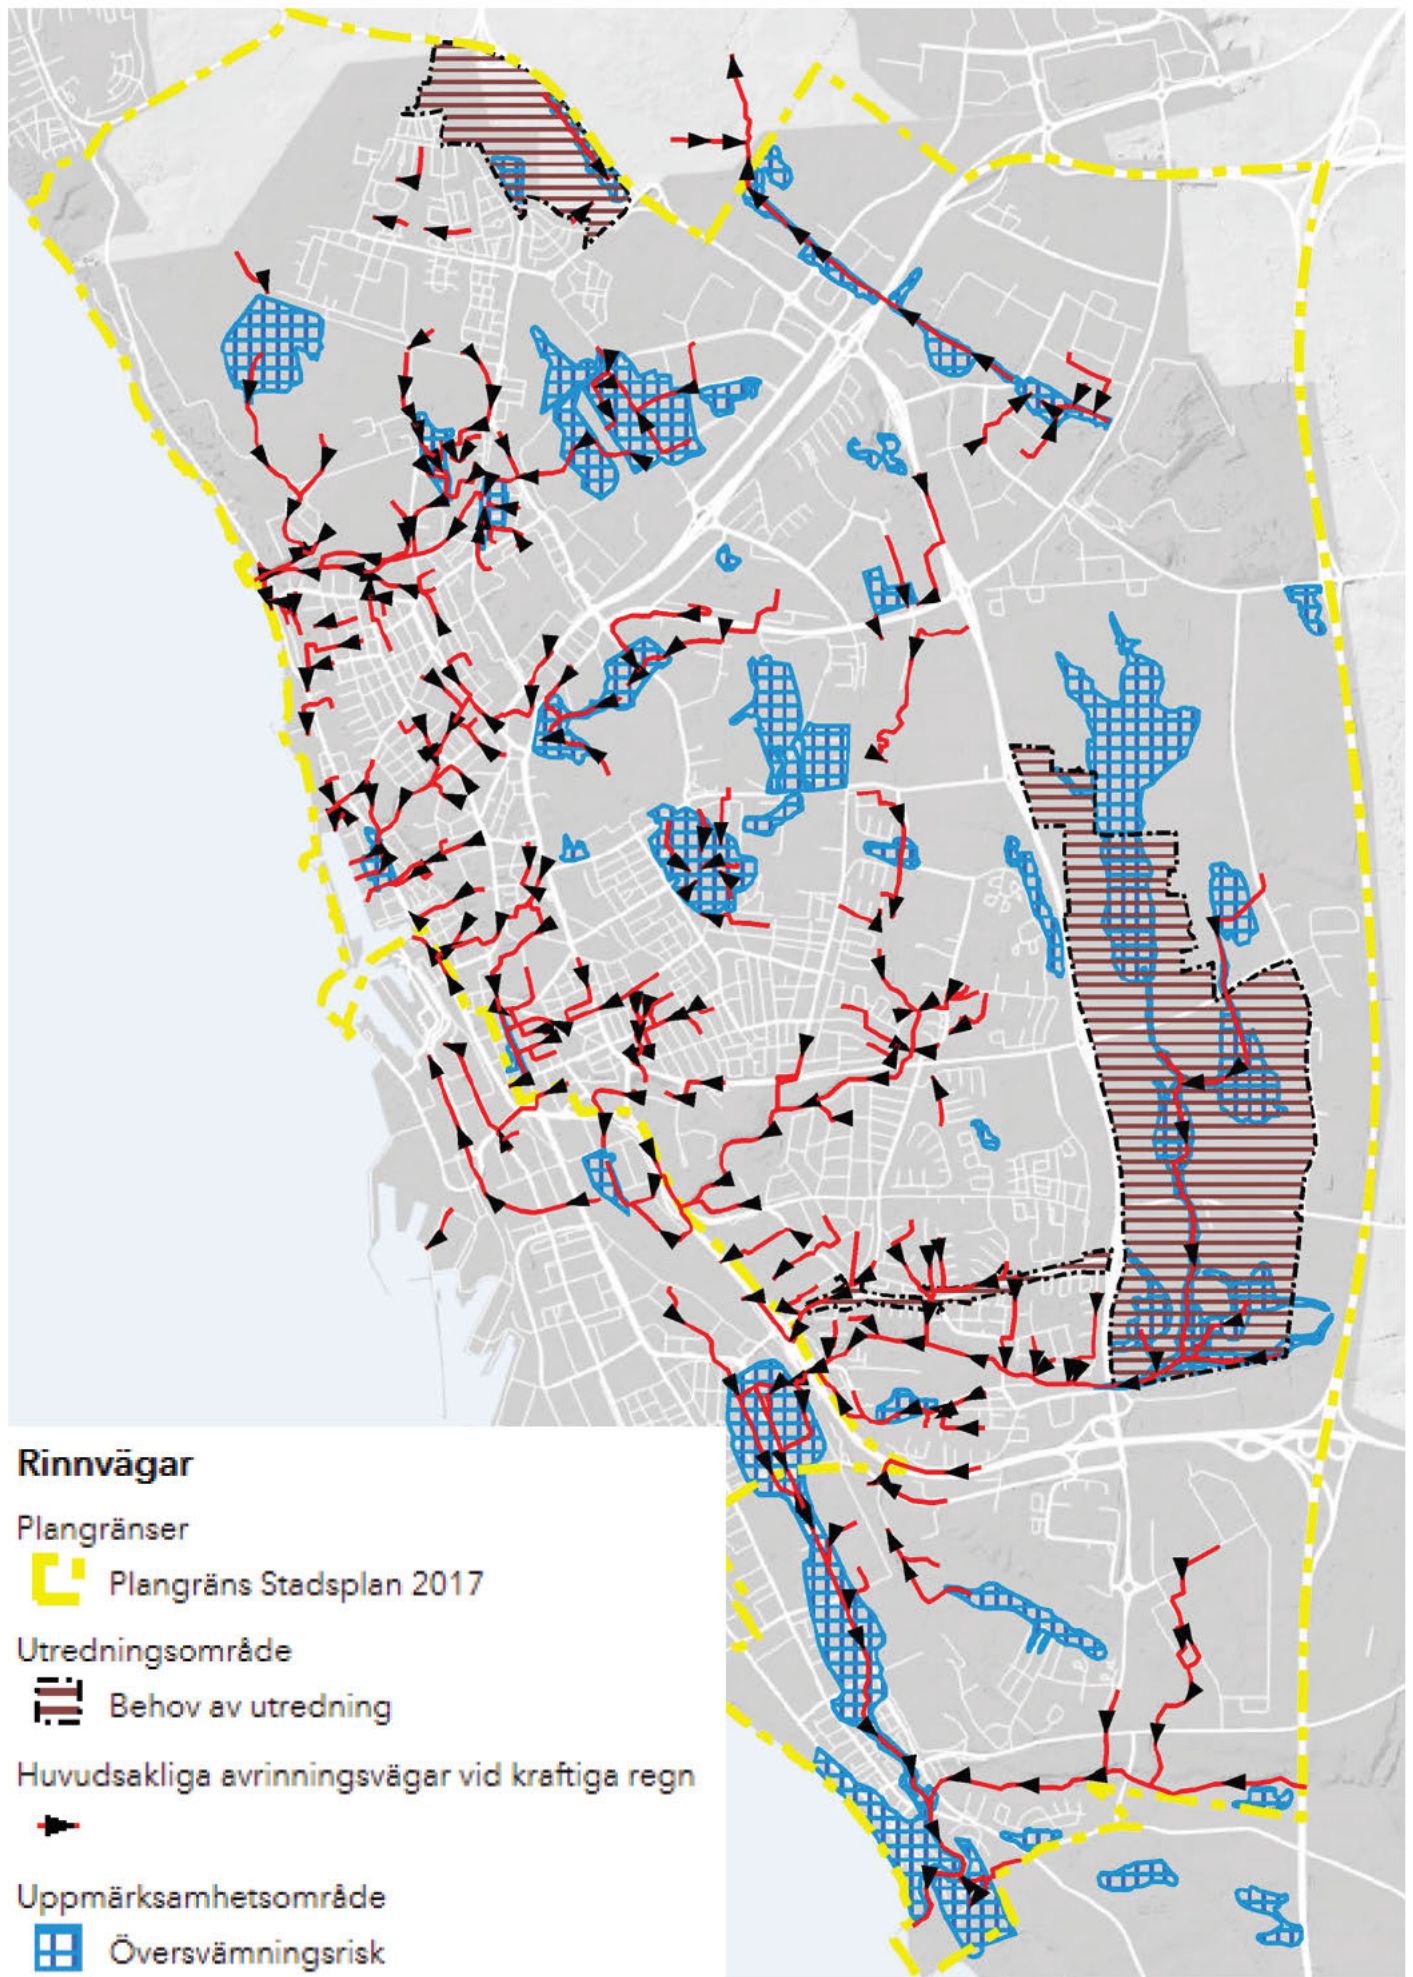 Rinnvägar
Plangränser
Plangräns Stadsplan 2017
Utredningsområde
Behov av utredning
Huvudsakliga avrinningsvägar vid kraftiga regn
Uppmärksamhetsområde
Översvämningsrisk